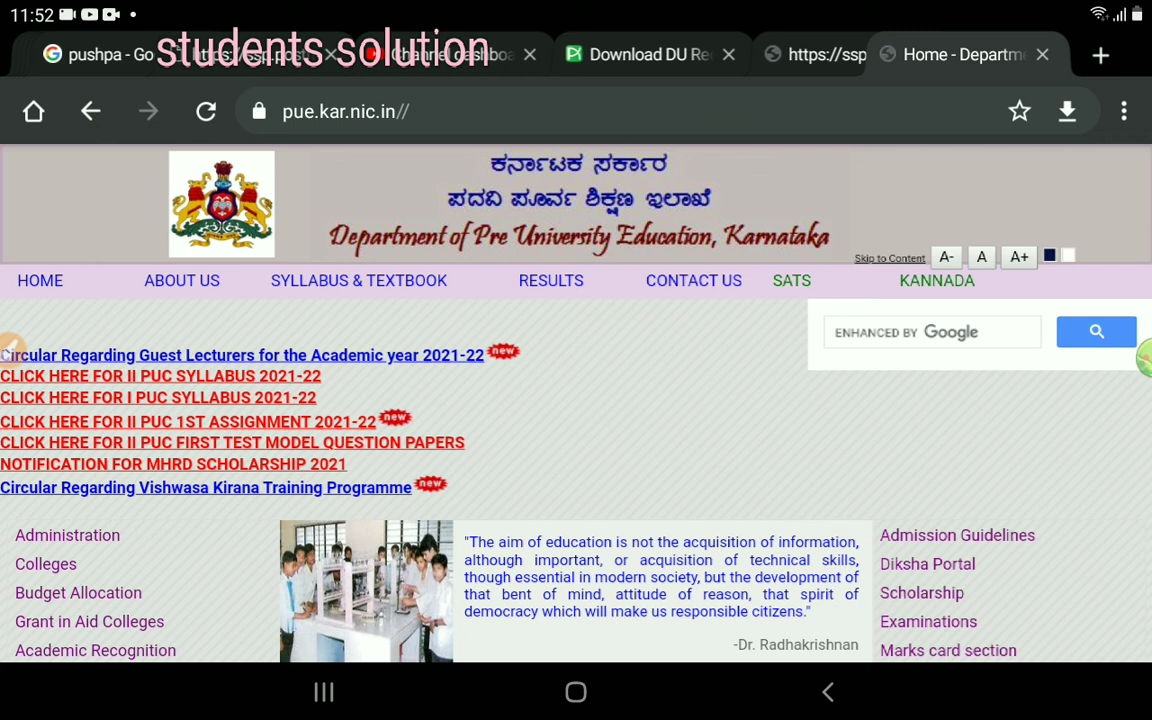 11:52
students solution
pushpa - Go
https://ssp.post
Channel dashboa
Download DU Re
https://ssp
Home - Departm
pue.kar.nic.in//
ಕರ್ನಾಟಕ ಸರ್ಕಾರ
ಪದವಿ ಪೂರ್ವ ಶಿಕ್ಷಣ ಇಲಾಖೆ
Department of Pre University Education, Karnataka
Skip to Content A- A A+
HOME ABOUT US SYLLABUS & TEXTBOOK RESULTS CONTACT US SATS KANNADA
ENHANCED BY Google
Circular Regarding Guest Lecturers for the Academic year 2021-22 new
CLICK HERE FOR II PUC SYLLABUS 2021-22
CLICK HERE FOR I PUC SYLLABUS 2021-22
CLICK HERE FOR II PUC 1ST ASSIGNMENT 2021-22 new
CLICK HERE FOR II PUC FIRST TEST MODEL QUESTION PAPERS
NOTIFICATION FOR MHRD SCHOLARSHIP 2021
Circular Regarding Vishwasa Kirana Training Programme new
Administration
Colleges
Budget Allocation
Grant in Aid Colleges
Academic Recognition
"The aim of education is not the acquisition of information,
although important, or acquisition of technical skills,
though essential in modern society, but the development of
that bent of mind, attitude of reason, that spirit of
democracy which will make us responsible citizens."
-Dr. Radhakrishnan
Admission Guidelines
Diksha Portal
Scholarship
Examinations
Marks card section